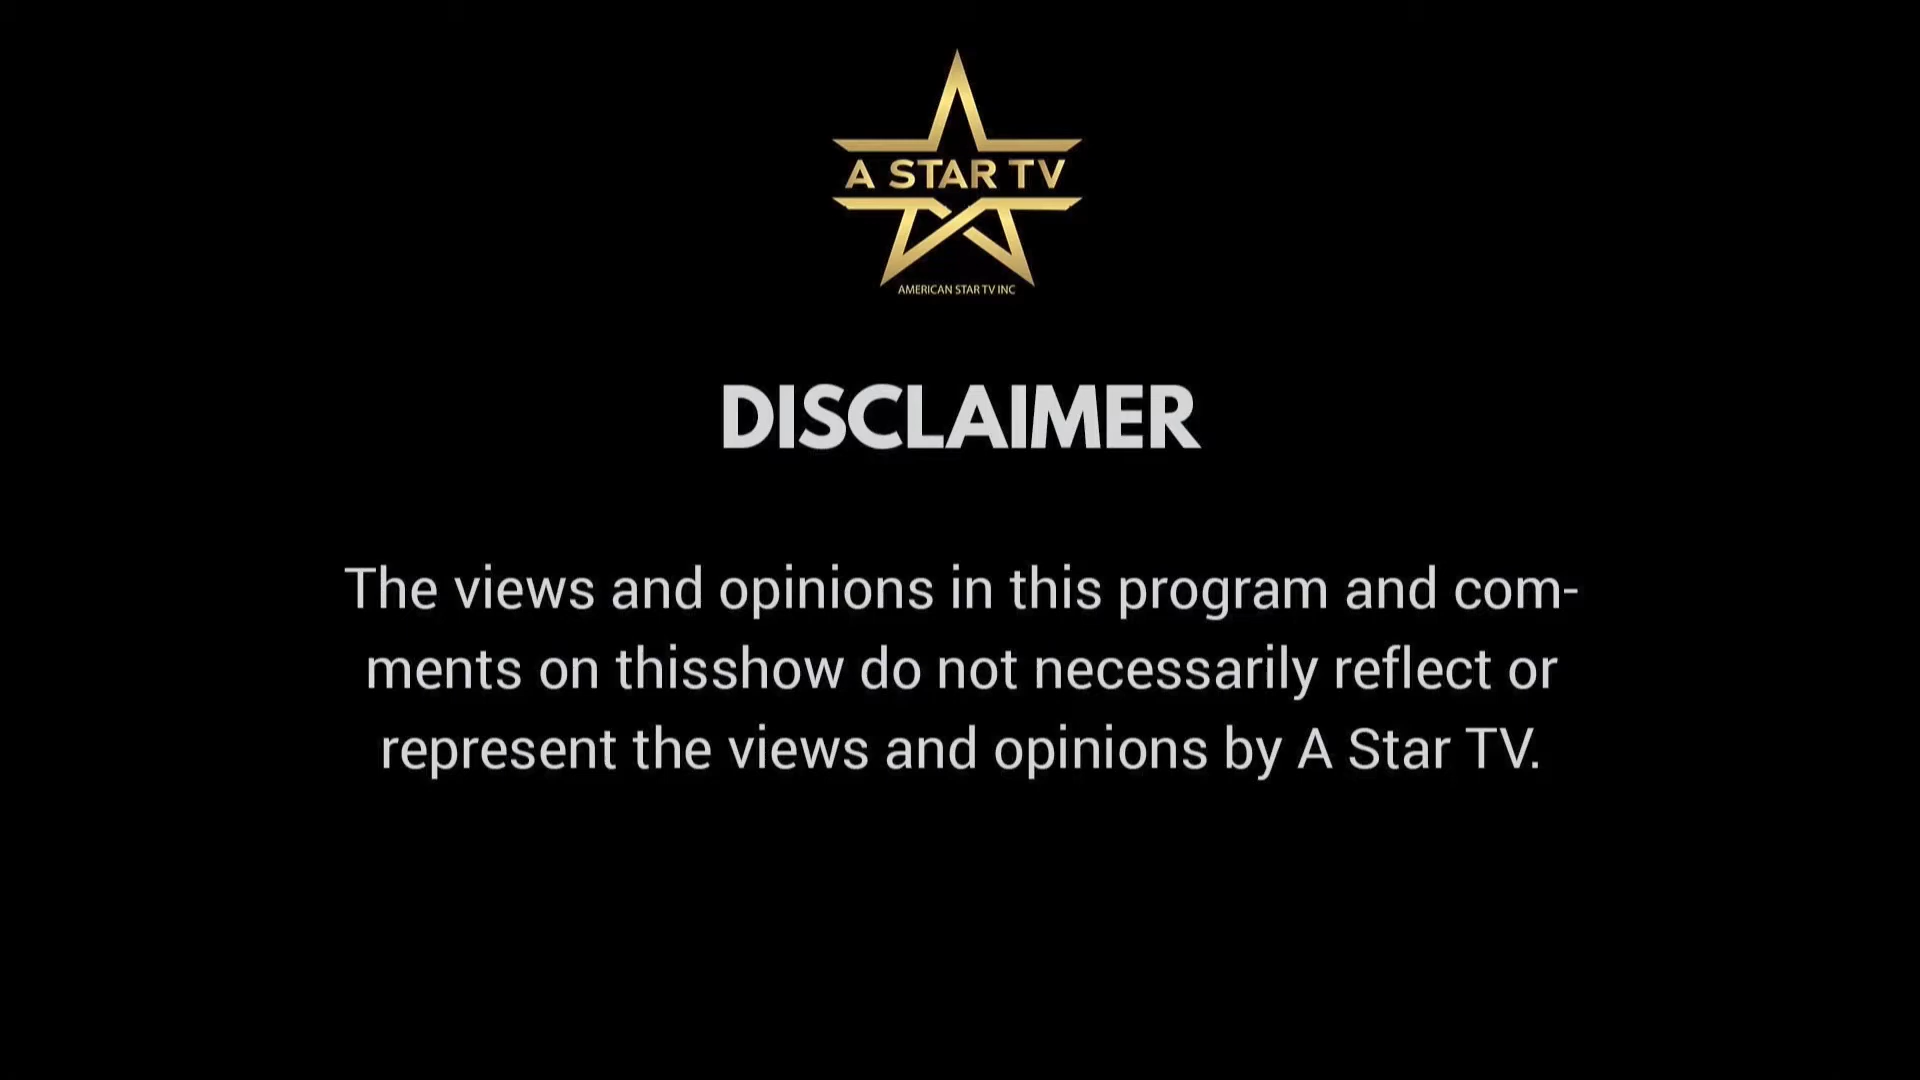 A STAR TV
AMERICAN STAR TV INC
DISCLAIMER
The views and opinions in this program and com-
ments on thisshow do not necessarily reflect or
represent the views and opinions by A Star TV.